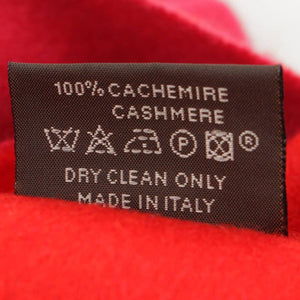 100% CACHEMIRE
CASHMERE
P ®
DRY CLEAN ONLY
MADE IN ITALY